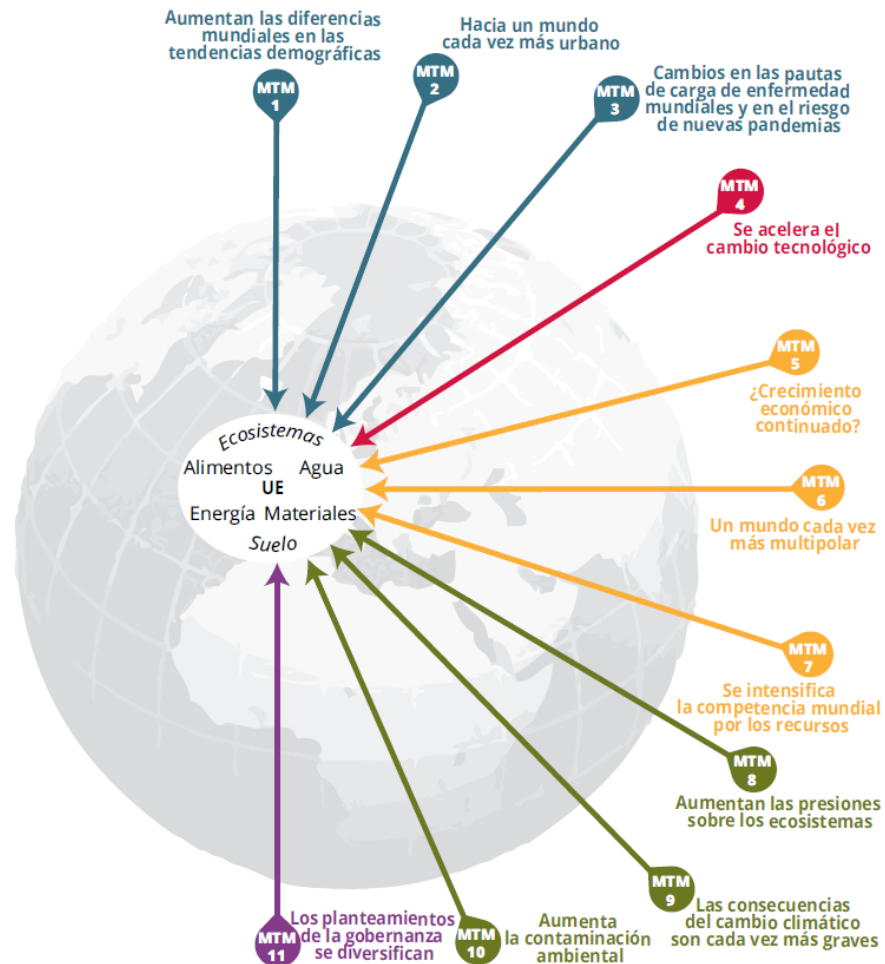 Aumentan las diferencias
mundiales en las
tendencias demográficas
MTM
1
Hacia un mundo
cada vez más urbano
MTM
2
Cambios en las pautas
de carga de enfermedad
mundiales y en el riesgo
de nuevas pandemias
MTM
3
MTM
4
Se acelera el
cambio tecnológico
MTM
5
¿Crecimiento
económico
continuado?
MTM
6
Un mundo cada vez
más multipolar
MTM
7
Se intensifica
la competencia mundial
por los recursos
MTM
8
Aumentan las presiones
sobre los ecosistemas
MTM
9
Las consecuencias
del cambio climático
son cada vez más graves
MTM
10
Aumenta
la contaminación
ambiental
MTM
11
Los planteamientos
de la gobernanza
se diversifican
Ecosistemas
Alimentos Agua
UE
Energía Materiales
Suelo